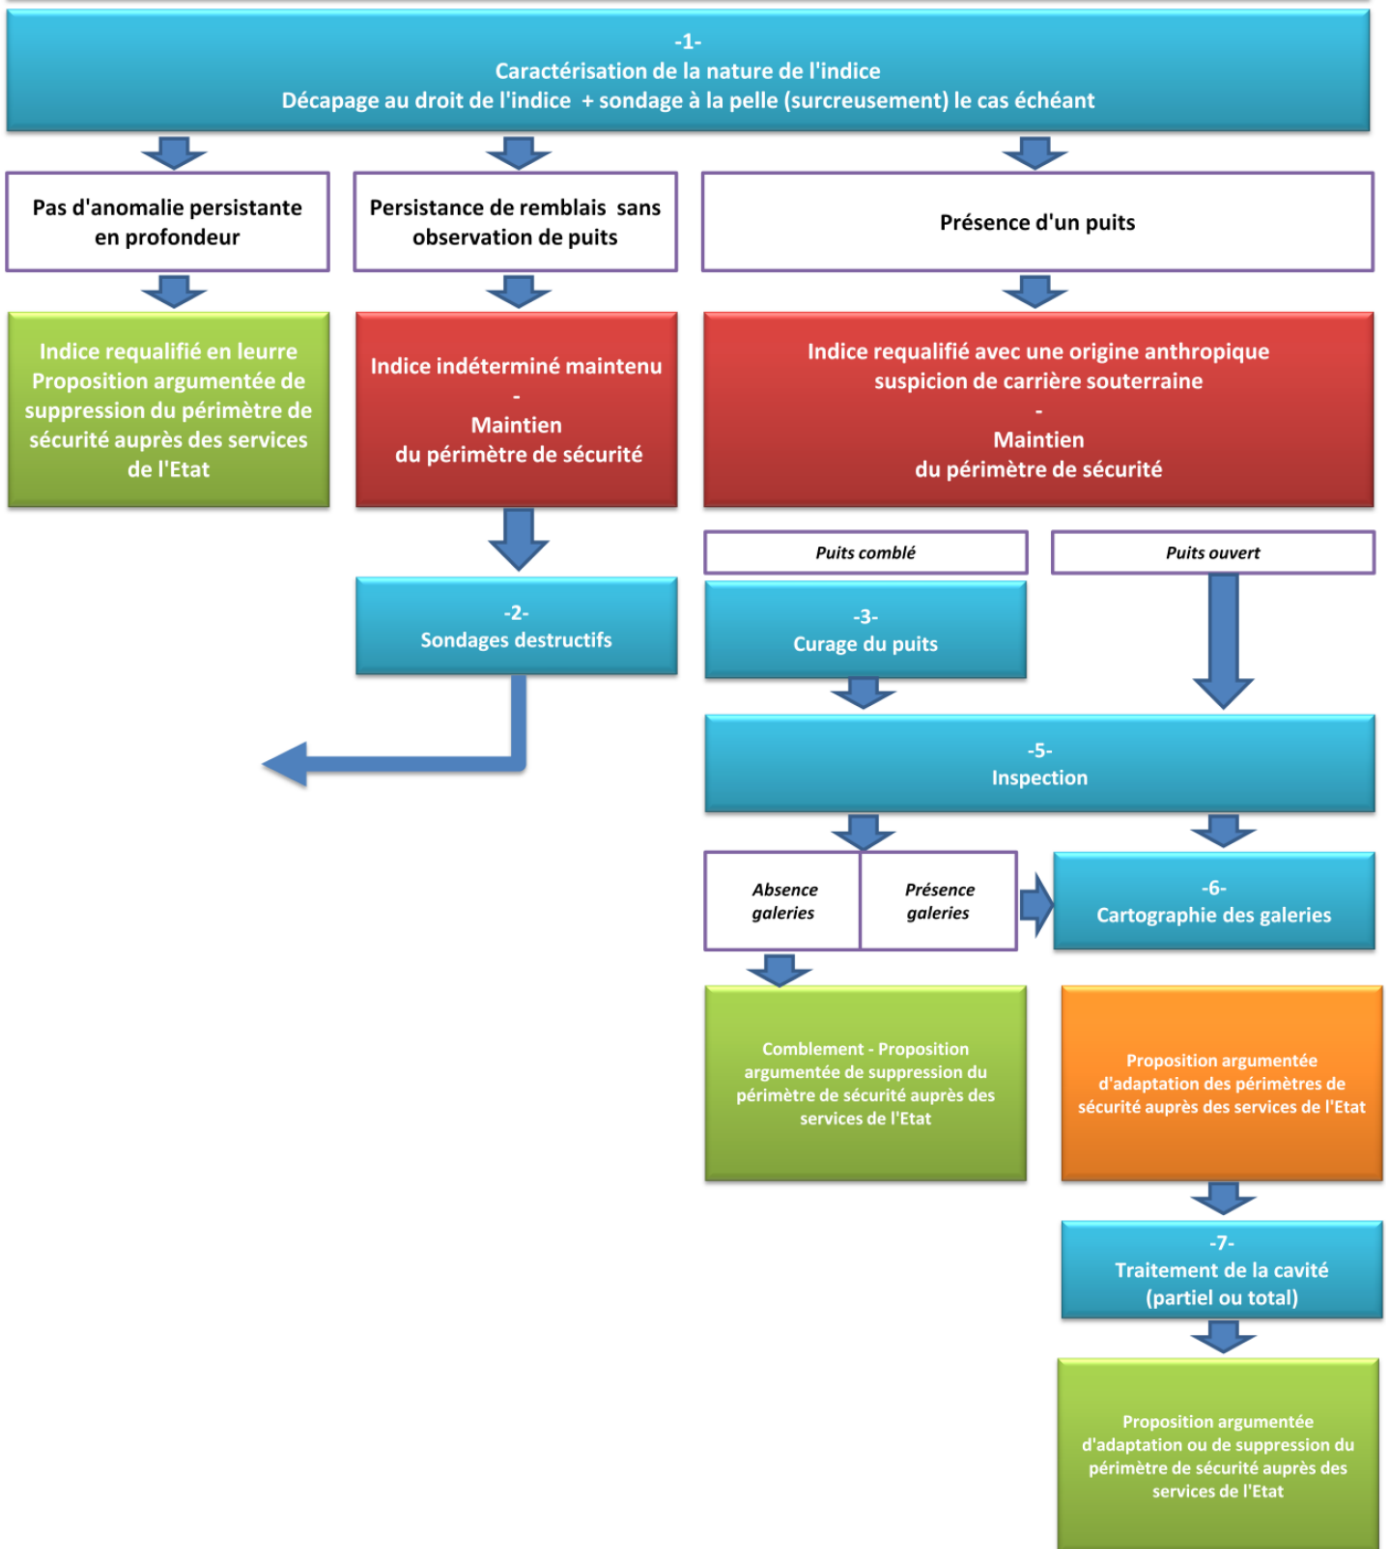 -1-
Caractérisation de la nature de l'indice
Décapage au droit de l'indice + sondage à la pelle (surcreusement) le cas échéant
Pas d'anomalie persistante
en profondeur
Persistance de remblais sans
observation de puits
Présence d'un puits
Indice requalifié en leurre
Proposition argumentée de
suppression du périmètre de
sécurité auprès des services
de l'Etat
Indice indéterminé maintenu
-
Maintien
du périmètre de sécurité
Indice requalifié avec une origine anthropique
suspicion de carrière souterraine
-
Maintien
du périmètre de sécurité
Puits comblé
Puits ouvert
-2-
Sondages destructifs
-3-
Curage du puits
-5-
Inspection
Absence
galeries
Présence
galeries
-6-
Cartographie des galeries
Comblement - Proposition
argumentée de suppression du
périmètre de sécurité auprès des
services de l'Etat
Proposition argumentée
d'adaptation des périmètres de
sécurité auprès des services de l'Etat
-7-
Traitement de la cavité
(partiel ou total)
Proposition argumentée
d'adaptation ou de suppression du
périmètre de sécurité auprès des
services de l'Etat